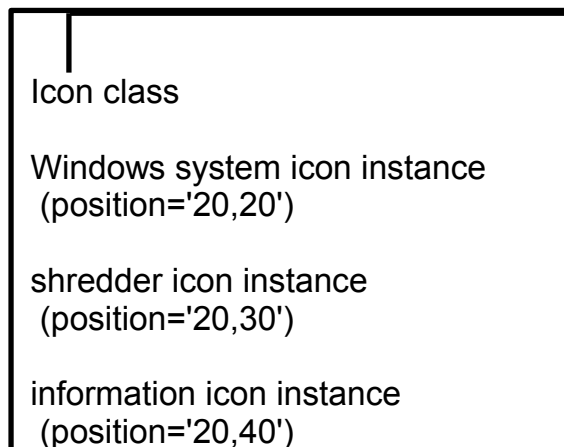 Icon class
Windows system icon instance
(position='20,20')
shredder icon instance
(position='20,30')
information icon instance
(position='20,40')